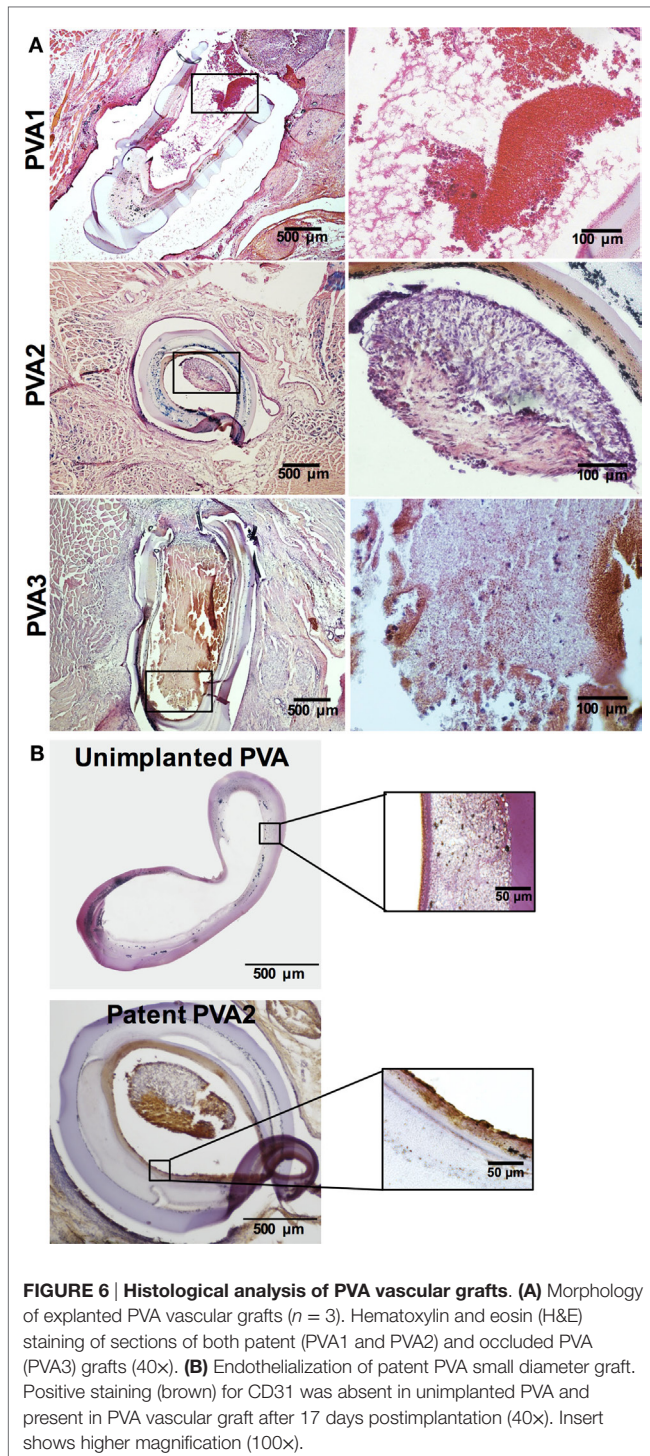 A
PVA1
500 µm
100 µm
PVA2
500 µm
100 µm
PVA3
500 µm
100 µm
B
Unimplanted PVA
50 µm
500 µm
Patent PVA2
50 µm
500 µm
FIGURE 6 | Histological analysis of PVA vascular grafts. (A) Morphology
of explanted PVA vascular grafts (n = 3). Hematoxylin and eosin (H&E)
staining of sections of both patent (PVA1 and PVA2) and occluded PVA
(PVA3) grafts (40×). (B) Endothelialization of patent PVA small diameter graft.
Positive staining (brown) for CD31 was absent in unimplanted PVA and
present in PVA vascular graft after 17 days postimplantation (40×). Insert
shows higher magnification (100×).